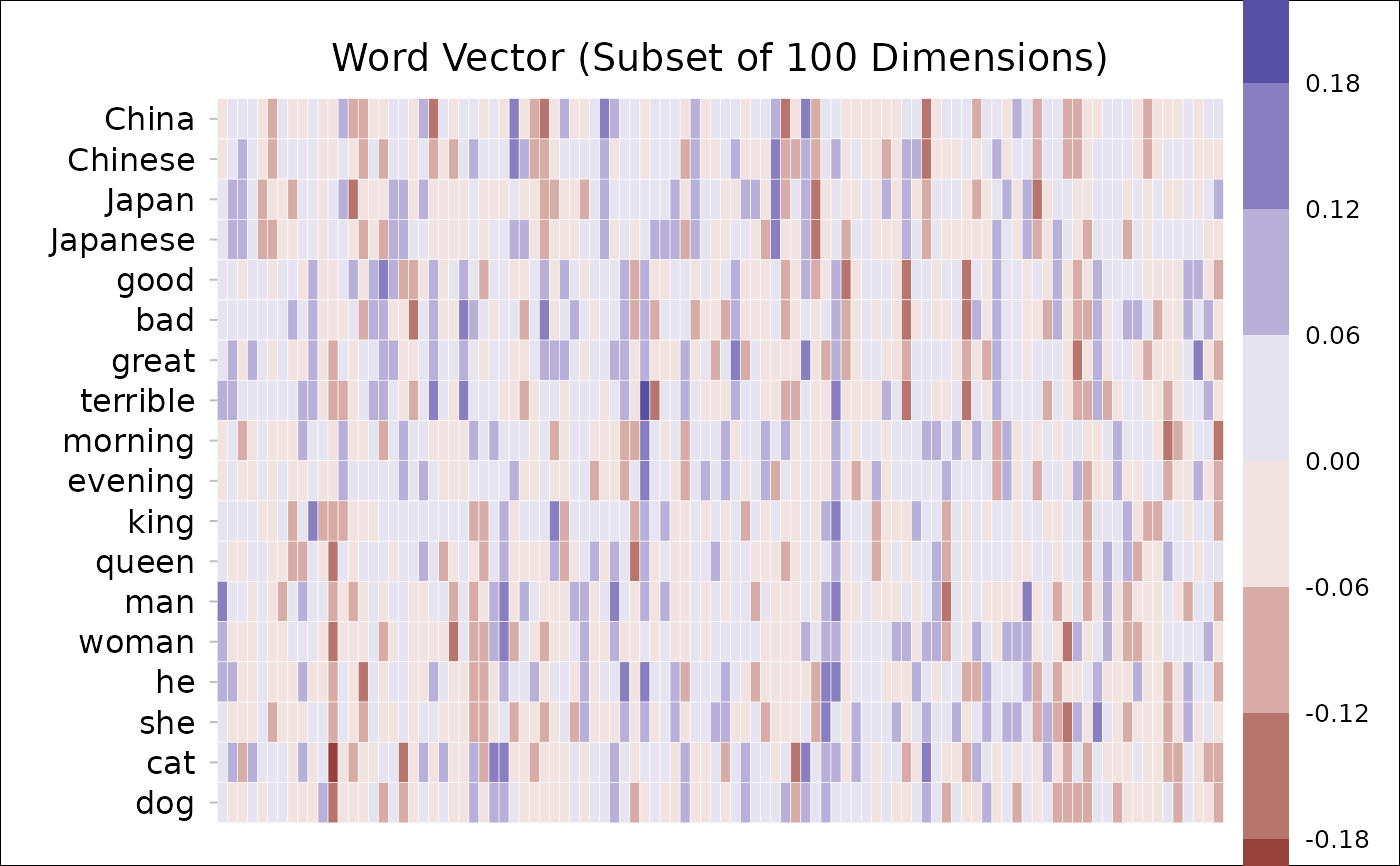 Word Vector (Subset of 100 Dimensions)
China
Chinese
Japan
Japanese
good
bad
great
terrible
morning
evening
king
queen
man
woman
he
she
cat
dog
0.18
0.12
0.06
0.00
-0.06
-0.12
-0.18